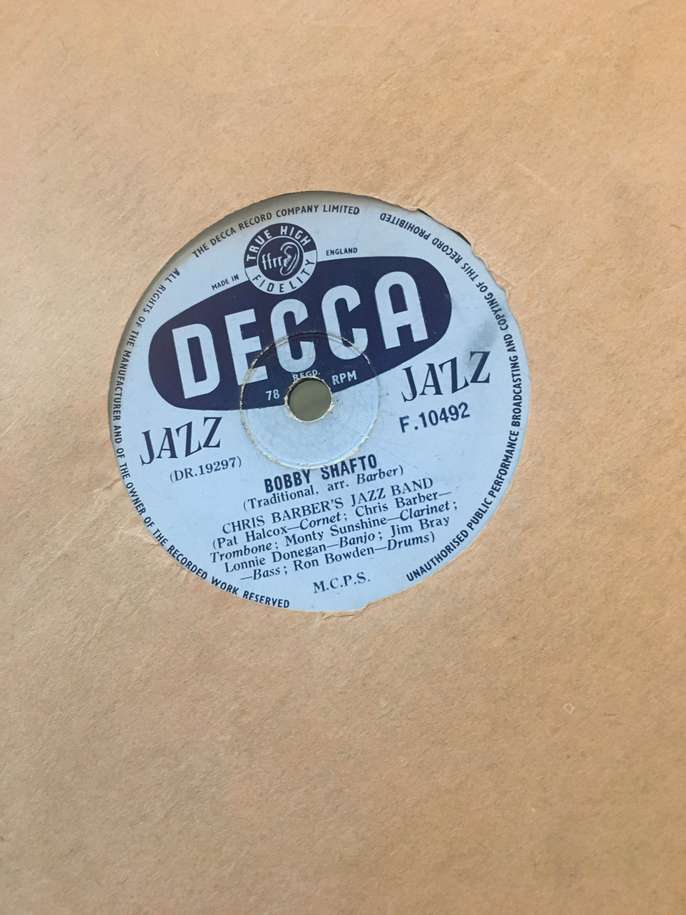 ALL RIGHTS OF THE MANUFACTURER AND OF THE OWNER OF THE RECORDED WORK RESERVED
THE DECCA RECORD COMPANY LIMITED
UNAUTHORISED PUBLIC PERFORMANCE BROADCASTING AND COPYING OF THIS RECORD PROHIBITED
TRUE HIGH
ffrr
FIDELITY
MADE IN ENGLAND
DECCA
REGD.
78 RPM
JAZZ JAZZ
(DR.19297) F.10492
BOBBY SHAFTO
(Traditional, arr. Barber)
CHRIS BARBER'S JAZZ BAND
(Pat Halcox—Cornet; Chris Barber—
Trombone; Monty Sunshine—Clarinet;
Lonnie Donegan—Banjo; Jim Bray
—Bass; Ron Bowden—Drums)
M.C.P.S.